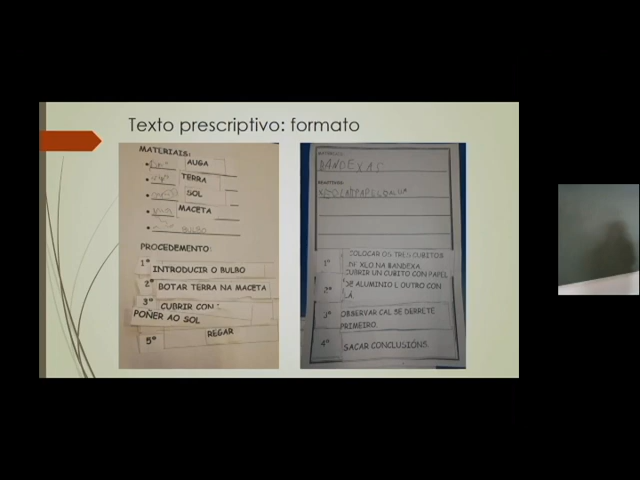 Texto prescriptivo: formato
MATERIAIS:
AUGA
TERRA
SOL
MACETA
BULBO
PROCEDEMENTO:
1º INTRODUCIR O BULBO
2º BOTAR TERRA NA MACETA
3º CUBRIR CON
POÑER AO SOL
5º REGAR
BANDEXAS
1º COLOCAR OS TRES CUBITOS
DE XEO NA BANDEXA
CUBRIR UN CUBITO CON PAPEL
2º DE ALUMINIO E OUTRO CON
3º OBSERVAR CAL SE DERRETE
PRIMEIRO.
4º SACAR CONCLUSIÓNS.